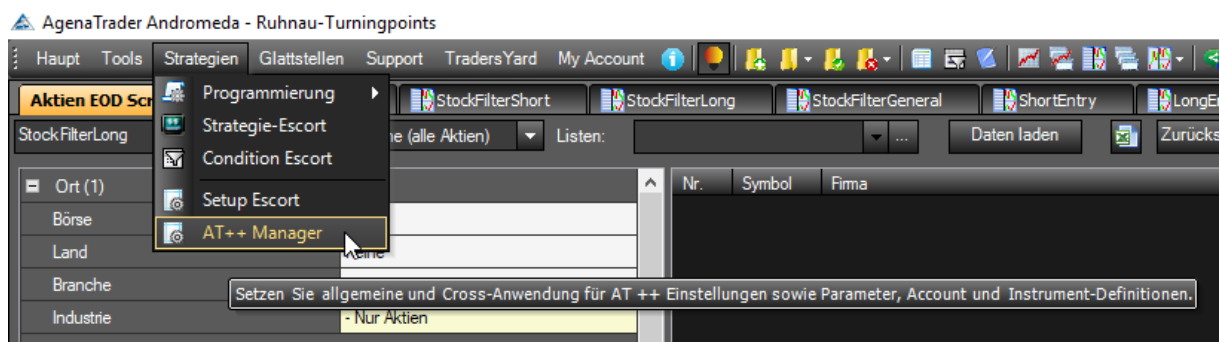 AgenaTrader Andromeda - Ruhnau-Turningpoints
Haupt Tools Strategien Glattstellen Support TradersYard My Account
Aktien EOD Scr StockFilterShort StockFilterLong StockFilterGeneral ShortEntry
StockFilterLong (alle Aktien) Listen: ... Daten laden
Programmierung
Strategie-Escort
Condition Escort
Setup Escort
AT++ Manager
Nr. Symbol Firma
Ort (1)
Börse
Land Keine
Branche
Industrie - Nur Aktien
Setzen Sie allgemeine und Cross-Anwendung für AT ++ Einstellungen sowie Parameter, Account und Instrument-Definitionen.